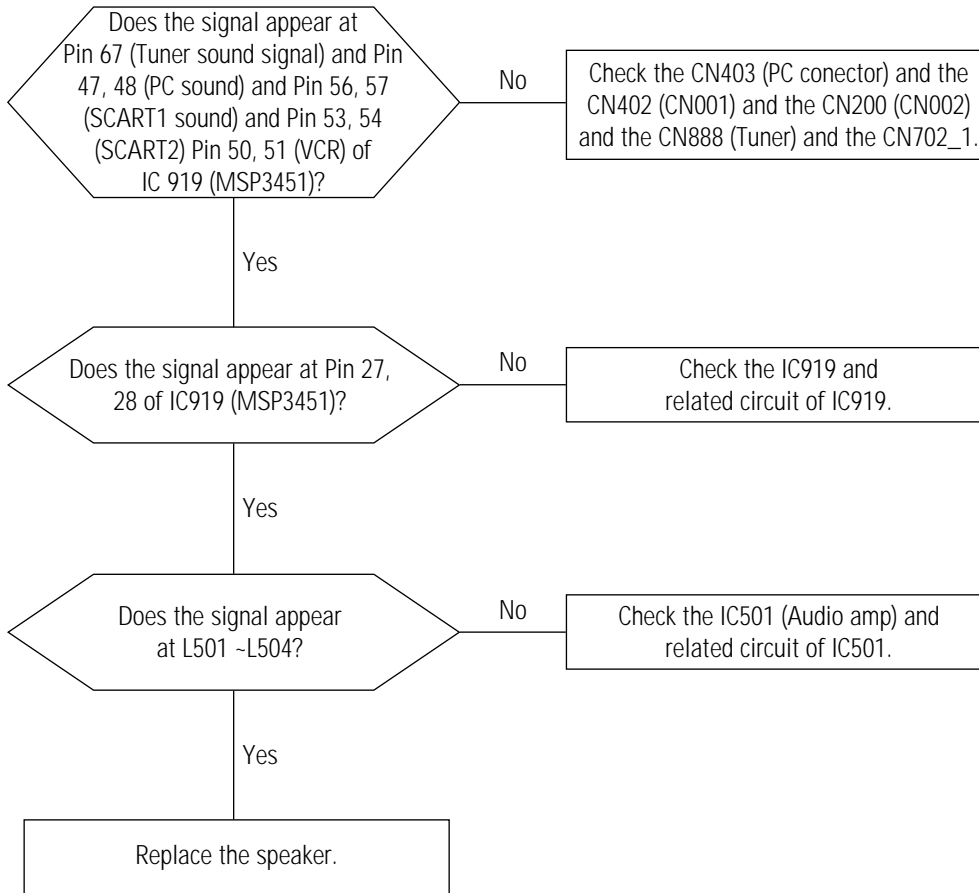 Does the signal appear at
Pin 67 (Tuner sound signal) and Pin
47, 48 (PC sound) and Pin 56, 57
(SCART1 sound) and Pin 53, 54
(SCART2) Pin 50, 51 (VCR) of
IC 919 (MSP3451)?
No
Check the CN403 (PC conector) and the
CN402 (CN001) and the CN200 (CN002)
and the CN888 (Tuner) and the CN702_1.
Yes
Does the signal appear at Pin 27,
28 of IC919 (MSP3451)?
No
Check the IC919 and
related circuit of IC919.
Yes
Does the signal appear
at L501 ~L504?
No
Check the IC501 (Audio amp) and
related circuit of IC501.
Yes
Replace the speaker.